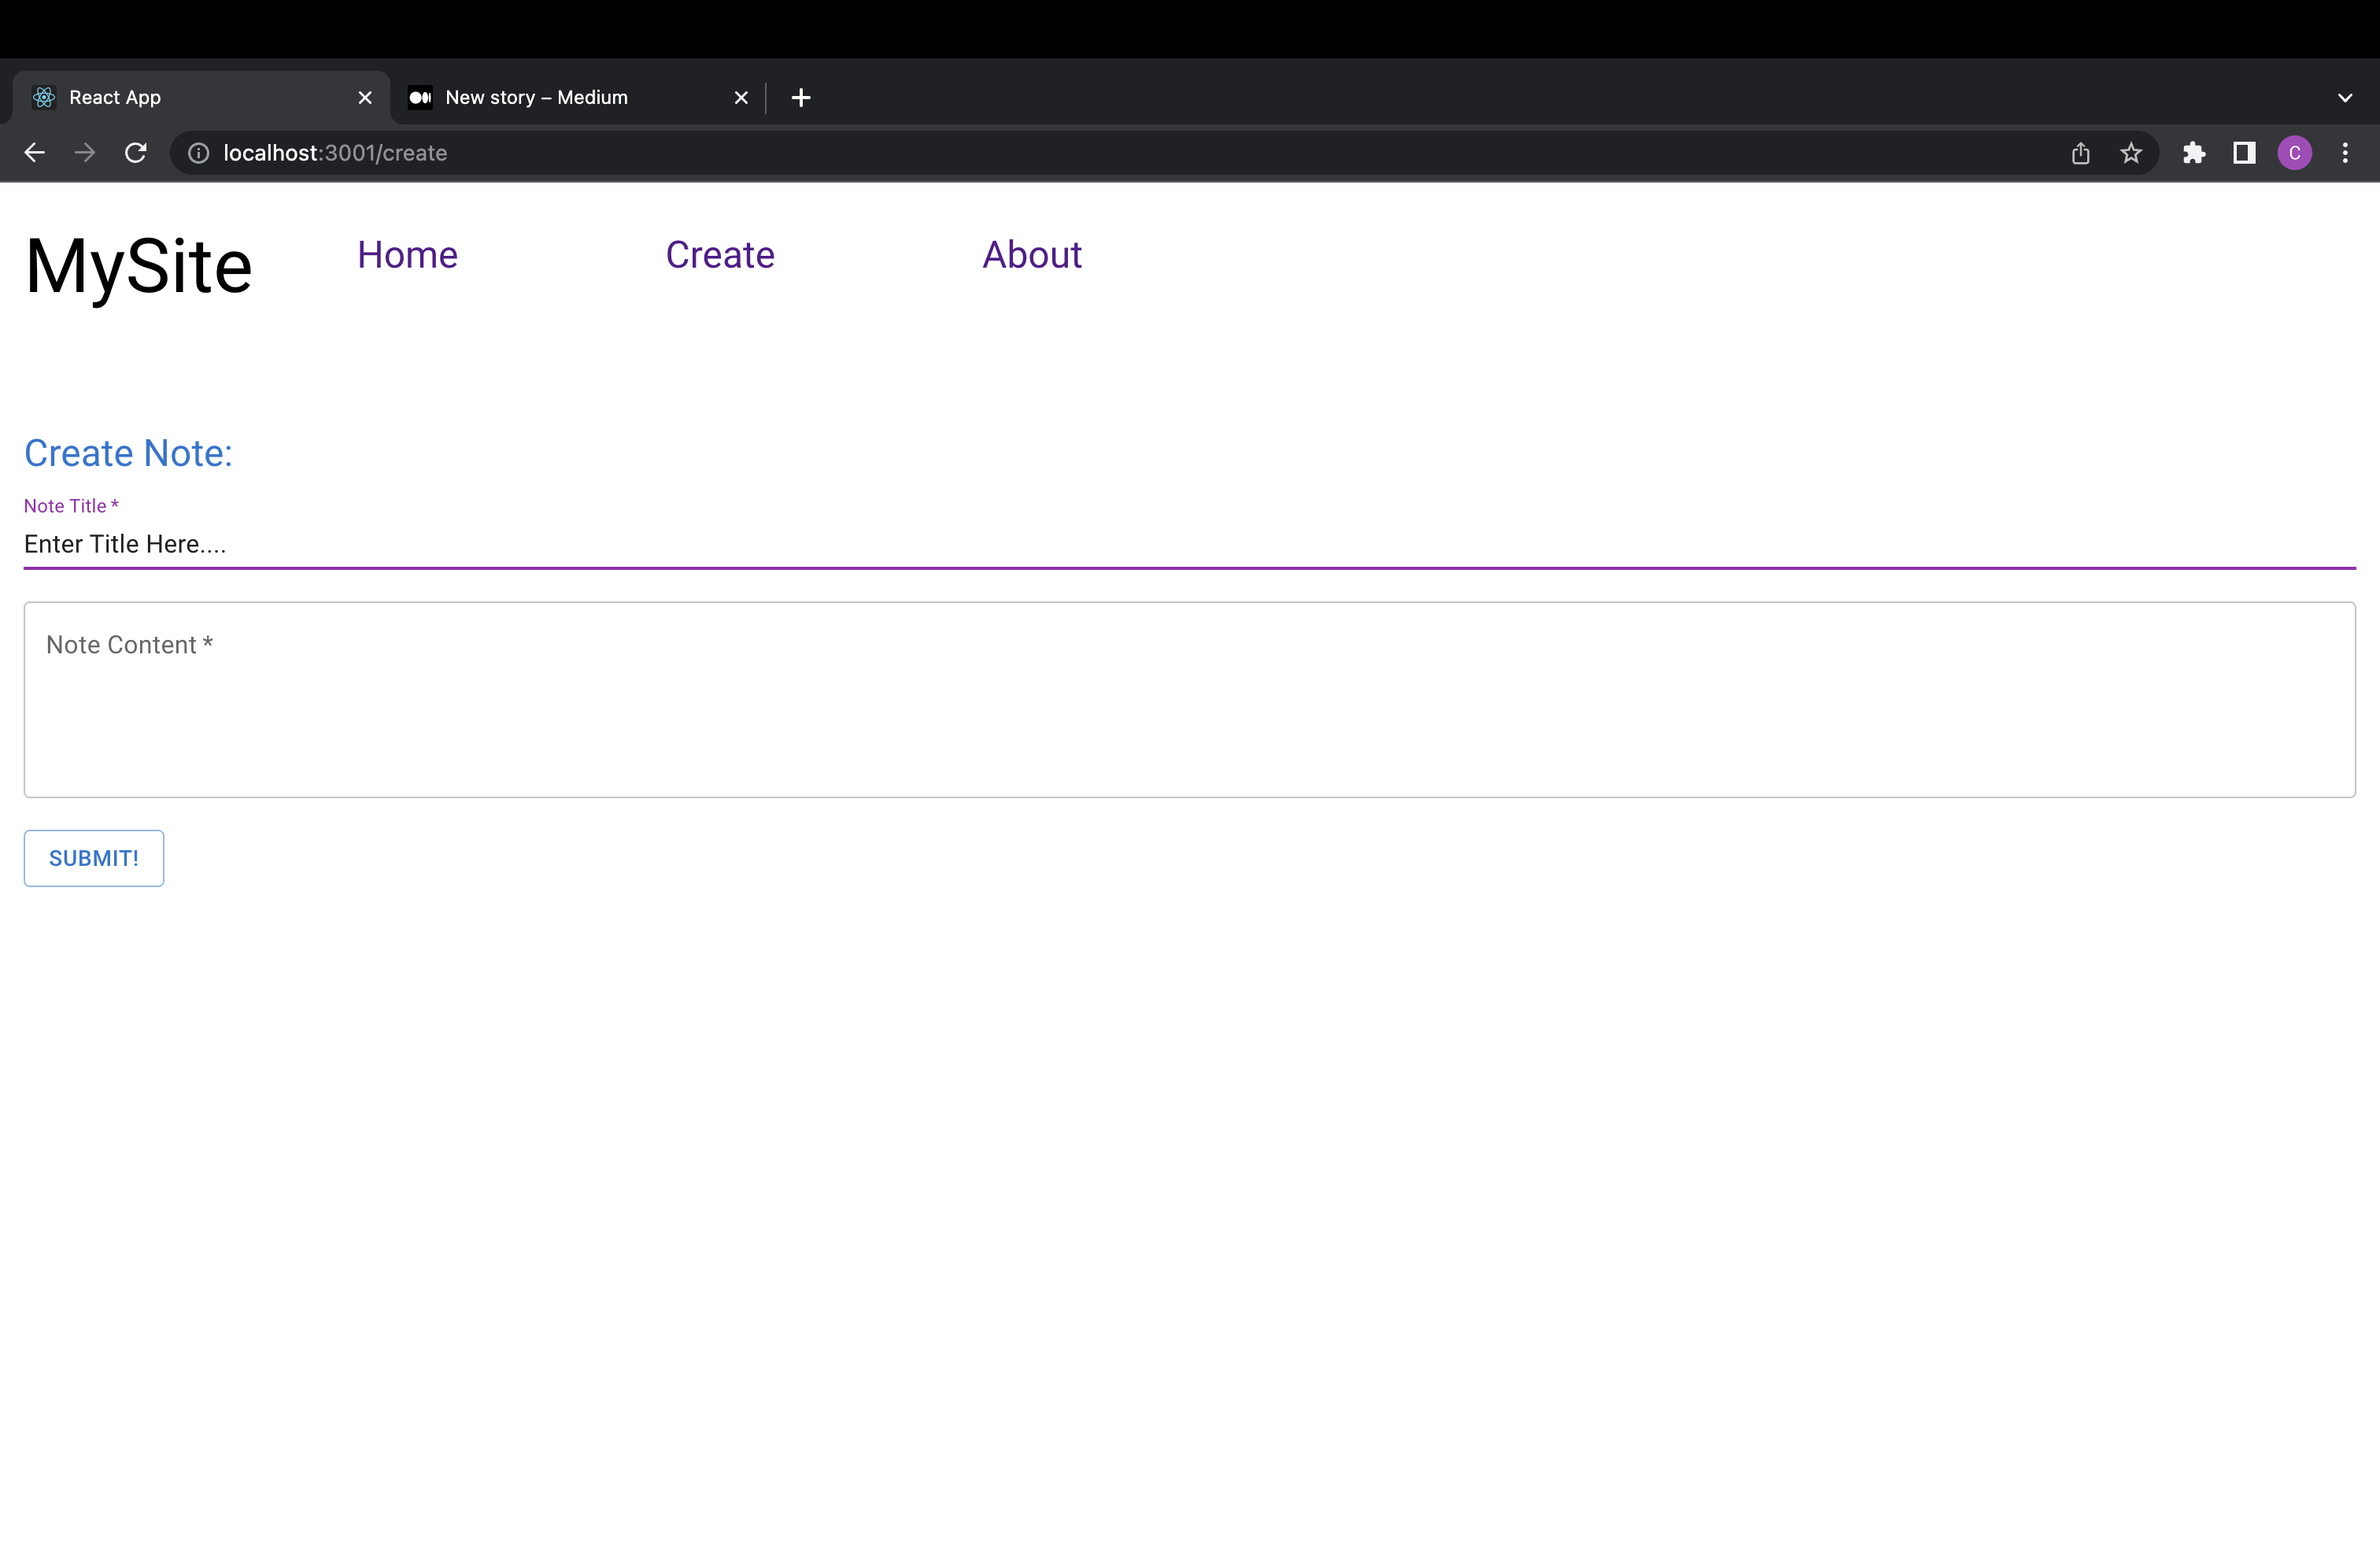 React App
New story – Medium
localhost:3001/create
C
MySite Home Create About
Create Note:
Note Title *
Enter Title Here....
Note Content *
SUBMIT!